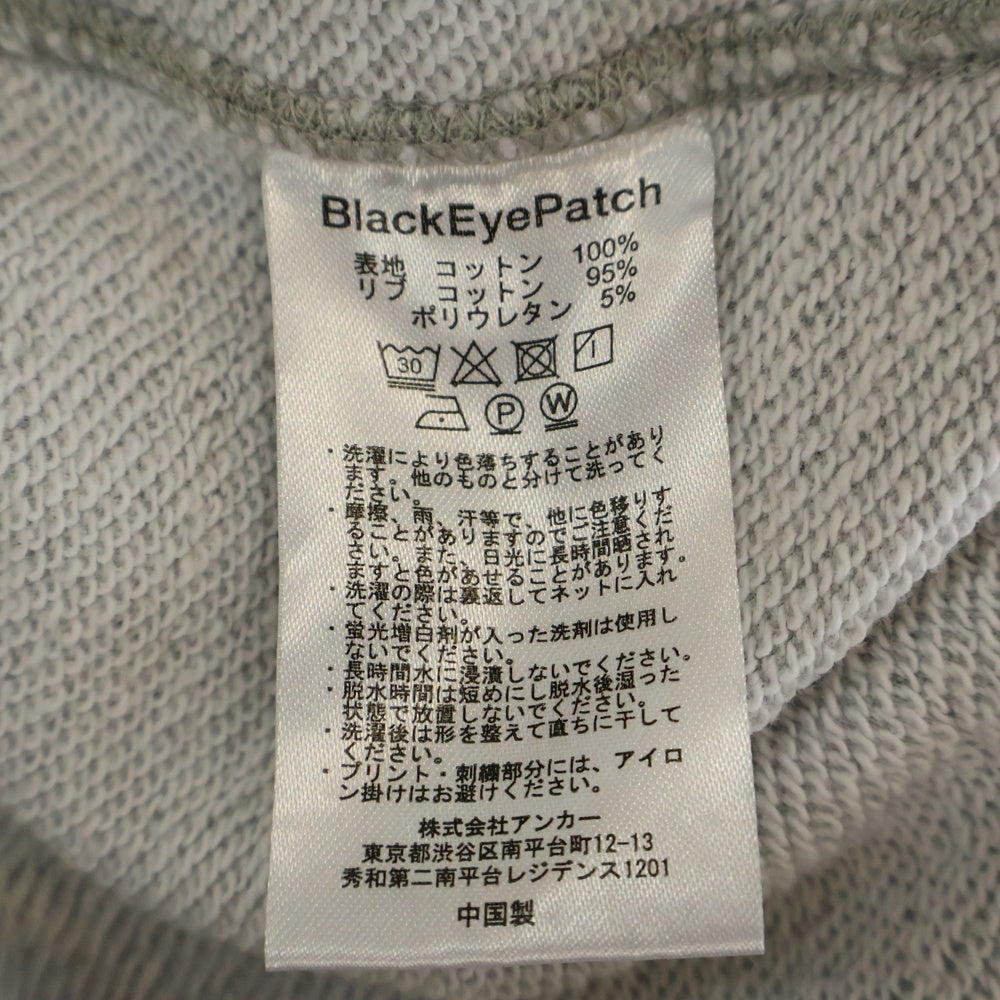 BlackEyePatch
表地 コットン 100%
リブ コットン 95%
ポリウレタン 5%
30
P W
・洗濯により色落ちすることがあり
ます。他のものと分けて洗ってく
ださい。
・摩擦、雨、汗等で、他に色移りす
ることがありますのでご注意くだ
さい。また、日光に長時間晒され
ますと色があせることがあります。
・洗濯の際は裏返してネットに入れ
てください。
・蛍光増白剤が入った洗剤は使用し
ないでください。
・長時間水に浸漬しないでください。
・脱水時間は短めにし脱水後湿った
状態で放置しないでください。
・洗濯後は形を整えて直ちに干して
ください。
・プリント・刺繍部分には、アイロ
ン掛けはお避けください。
株式会社アンカー
東京都渋谷区南平台町12-13
秀和第二南平台レジデンス1201
中国製